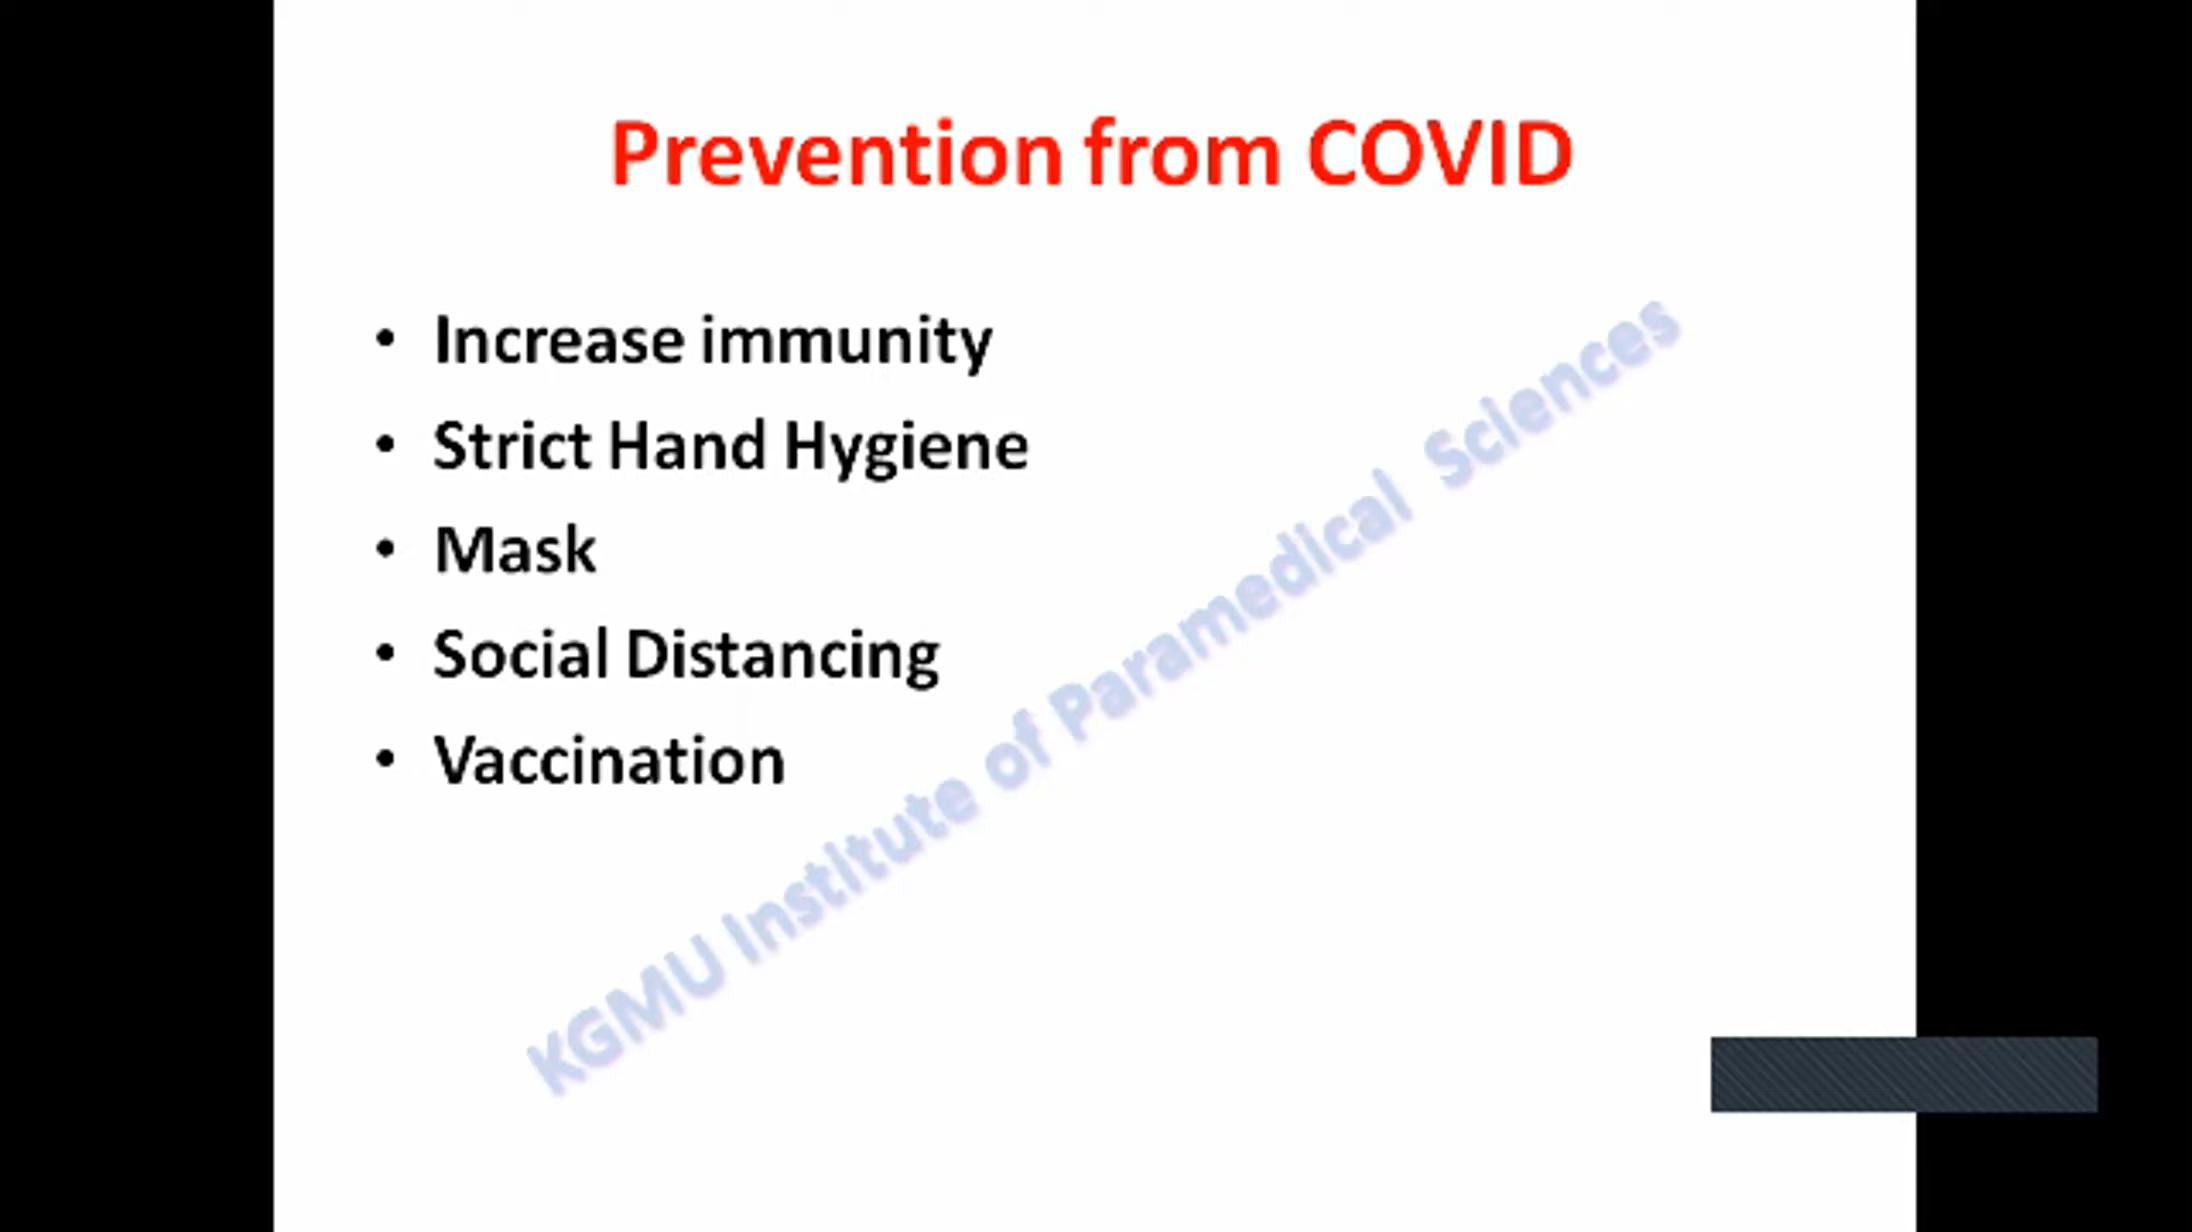 Prevention from COVID
• Increase immunity
• Strict Hand Hygiene
• Mask
• Social Distancing
• Vaccination
KGMU Institute of Paramedical Sciences